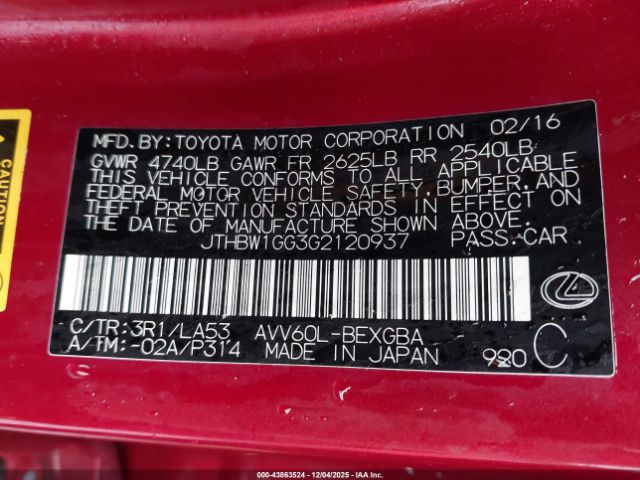 MFD. BY: TOYOTA MOTOR CORPORATION 02/16
GVWR 4740LB GAWR FR 2625LB RR 2540LB
THIS VEHICLE CONFORMS TO ALL APPLICABLE
FEDERAL MOTOR VEHICLE SAFETY, BUMPER, AND
THEFT PREVENTION STANDARDS IN EFFECT ON
THE DATE OF MANUFACTURE SHOWN ABOVE.
JTHBW1GG3G2120937 PASS.CAR
C/TR:3R1/LA53 AVV60L-BEXGBA
A/TM:-02A/P314 MADE IN JAPAN 920 C
CAUTION
000-43863524 | 12/04/2025 | IAA Inc.